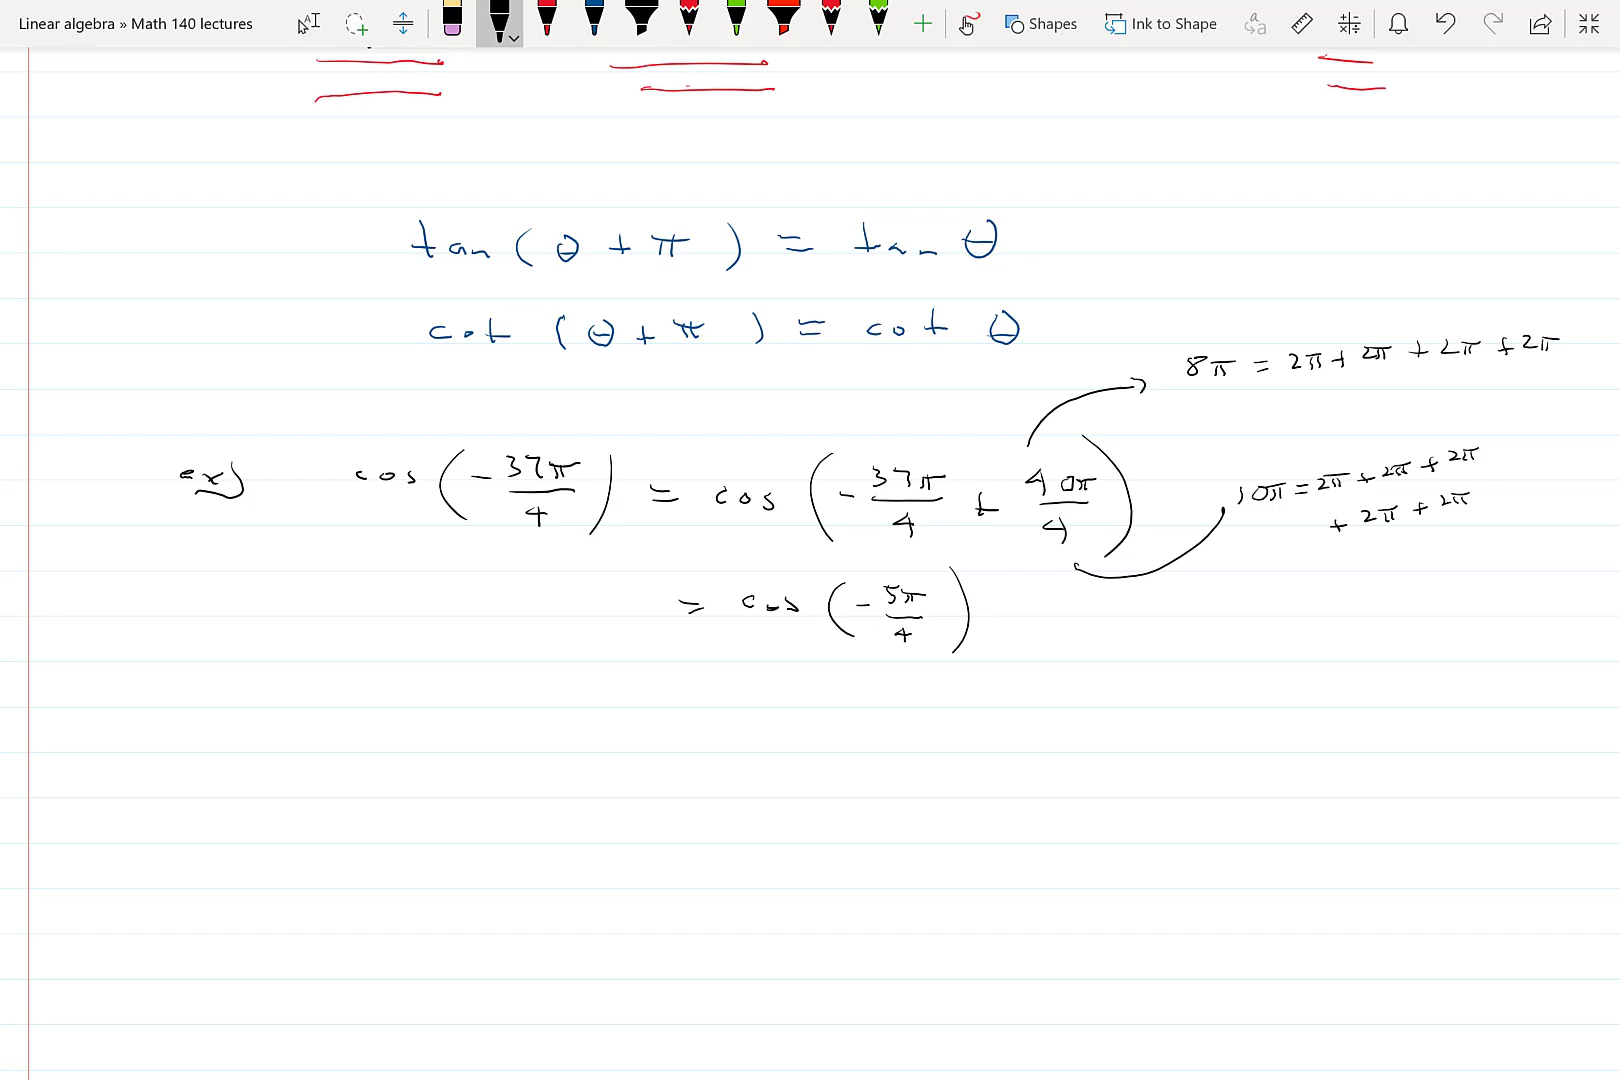 Linear algebra » Math 140 lectures
Shapes
Ink to Shape
tan(θ + π) = tan θ
cot (θ + π) = cot θ
8π = 2π + 2π + 2π + 2π
ex) cos (- 37π/4) = cos (- 37π/4 + 40π/4)
10π = 2π + 2π + 2π
+ 2π + 2π
= cos (- 5π/4)